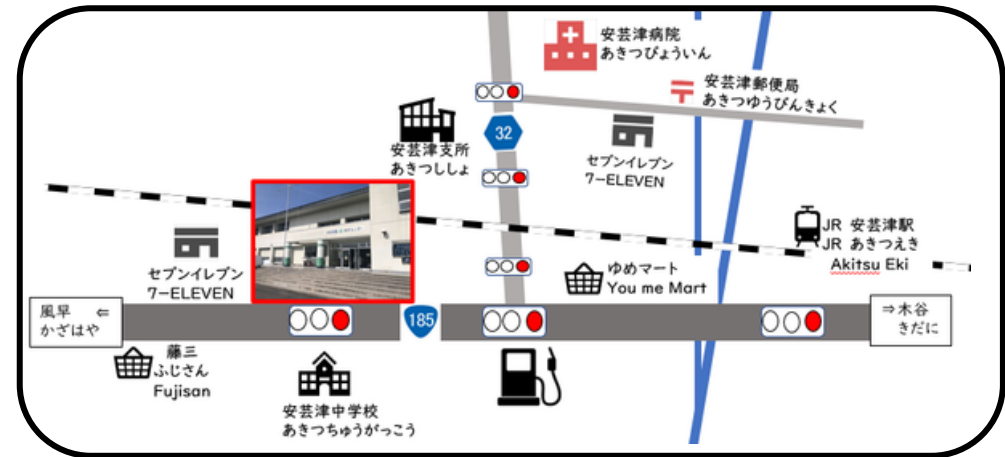 安芸津病院
あきつびょういん
安芸津郵便局
あきつゆうびんきょく
32
安芸津支所
あきつししょ
セブンイレブン
7-ELEVEN
JR 安芸津駅
JR あきつえき
Akitsu Eki
セブンイレブン
7-ELEVEN
ゆめマート
You me Mart
風早 ⇐
かざはや
185
⇒木谷
きだに
藤三
ふじさん
Fujisan
安芸津中学校
あきつちゅうがっこう